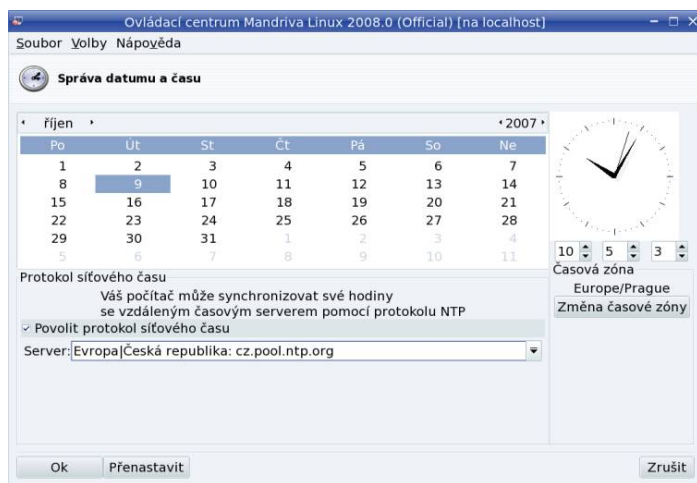 Ovládací centrum Mandriva Linux 2008.0 (Official) [na localhost]
Soubor Volby Nápověda
Správa datumu a času
říjen 2007
Po Út St Čt Pá So Ne
1 2 3 4 5 6 7
8 9 10 11 12 13 14
15 16 17 18 19 20 21
22 23 24 25 26 27 28
29 30 31 1 2 3 4
5 6 7 8 9 10 11
10 5 3
Protokol síťového času
Váš počítač může synchronizovat své hodiny
se vzdáleným časovým serverem pomocí protokolu NTP
Povolit protokol síťového času
Server: Evropa|Česká republika: cz.pool.ntp.org
Časová zóna
Europe/Prague
Změna časové zóny
Ok Přenastavit Zrušit